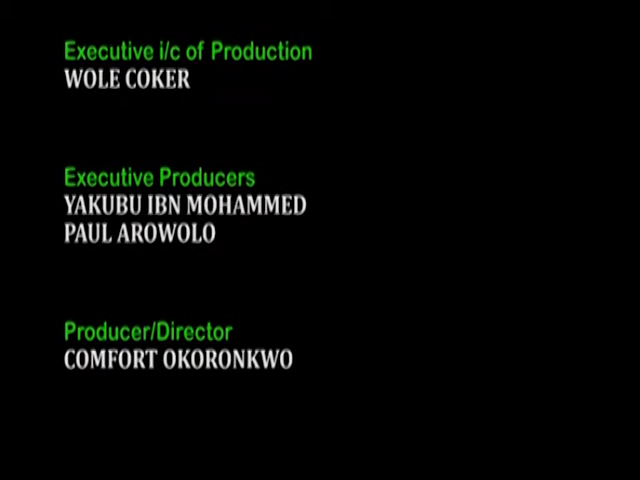 Executive i/c of Production
WOLE COKER
Executive Producers
YAKUBU IBN MOHAMMED
PAUL AROWOLO
Producer/Director
COMFORT OKORONKWO